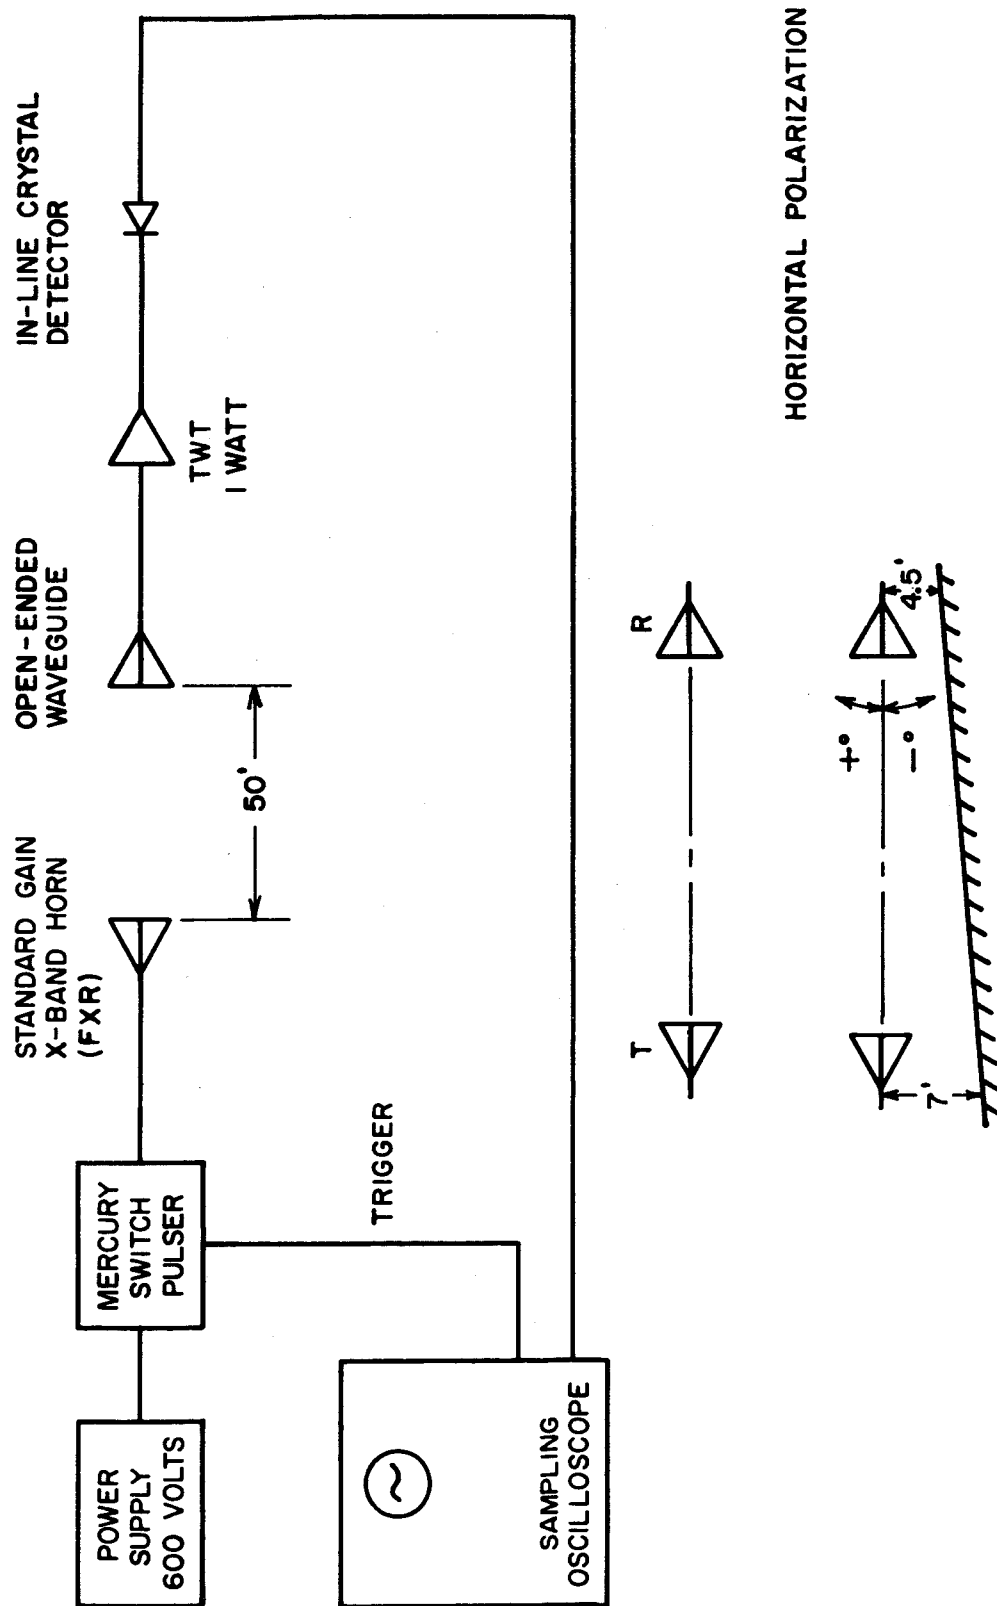 POWER
SUPPLY
600 VOLTS
MERCURY
SWITCH
PULSER
STANDARD GAIN
X-BAND HORN
(FXR)
OPEN-ENDED
WAVEGUIDE
IN-LINE CRYSTAL
DETECTOR
50'
TWT
1 WATT
TRIGGER
SAMPLING
OSCILLOSCOPE
T
R
+°
-°
7'
4.5'
HORIZONTAL POLARIZATION